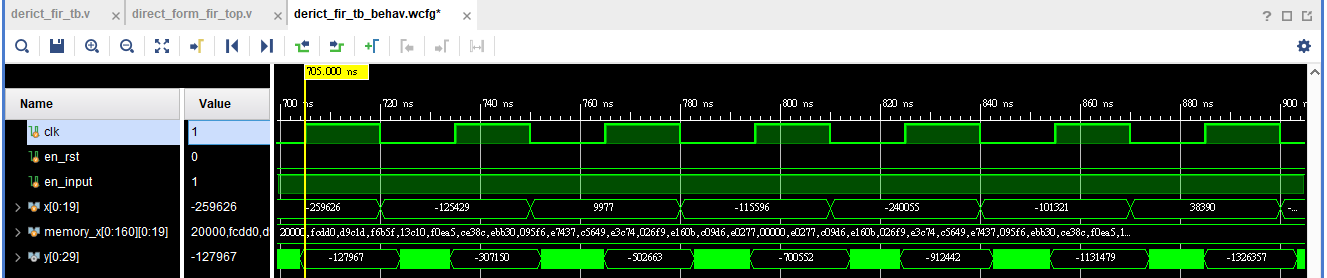 derict_fir_tb.v × direct_form_fir_top.v × derict_fir_tb_behav.wcfg* ×
705.000 ns
Name Value
700 ns 720 ns 740 ns 760 ns 780 ns 800 ns 820 ns 840 ns 860 ns 880 ns 900 ns
clk 1
en_rst 0
en_input 1
x[0:19] -259626 -259626 -125429 9977 -115596 -240055 -101321 38390 -...
memory_x[0:160][0:19] 20000,fcdd0,d 20000,fcdd0,d9c1d,f6b5f,13c10,f0ea5,ce38c,ebb30,095f6,e7437,c5649,e3c74,026f9,e160b,c09d6,e0277,00000,e0277,c09d6,e160b,026f9,e3c74,c5649,e7437,095f6,ebb30,ce38c,f0ea5,1...
y[0:29] -127967 -127967 -307150 -502663 -700552 -912442 -1131479 -1326357